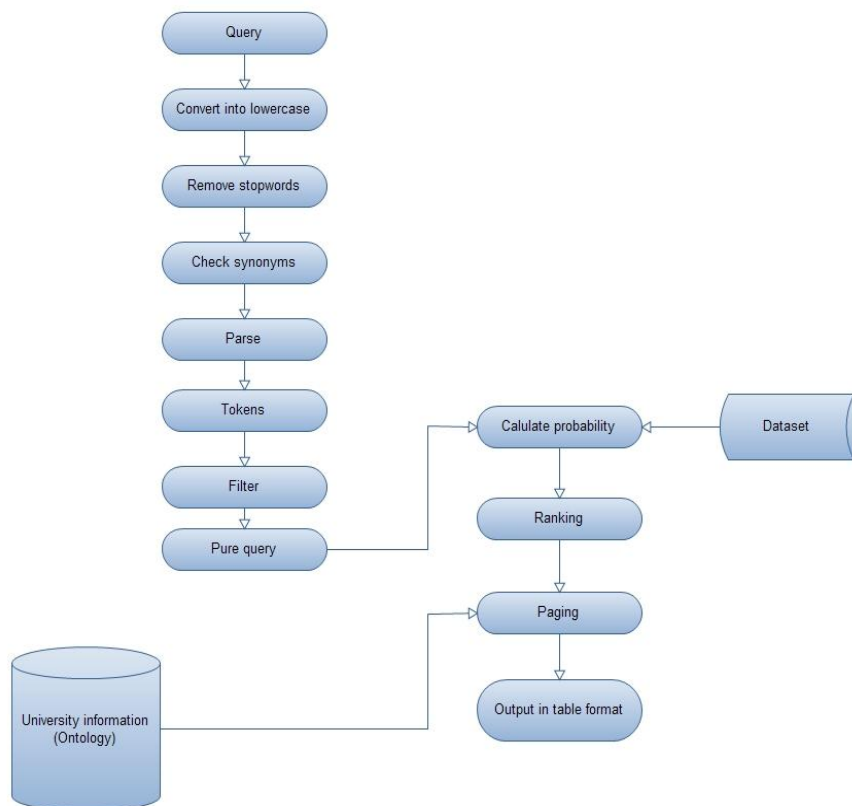 Query
Convert into lowercase
Remove stopwords
Check synonyms
Parse
Tokens
Filter
Pure query
Calulate probability
Dataset
Ranking
Paging
Output in table format
University information
(Ontology)